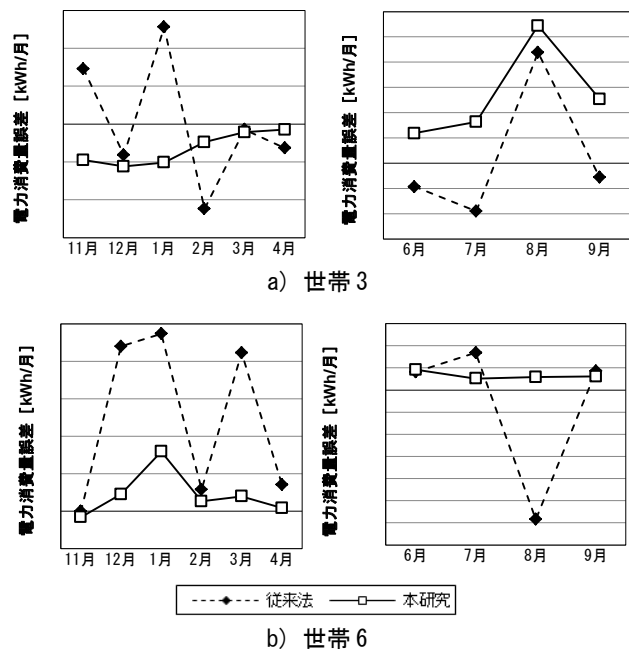 電力消費量誤差 [kWh/月]
電力消費量誤差 [kWh/月]
11月 12月 1月 2月 3月 4月
6月 7月 8月 9月
a) 世帯3
電力消費量誤差 [kWh/月]
電力消費量誤差 [kWh/月]
11月 12月 1月 2月 3月 4月
6月 7月 8月 9月
従来法 本研究
b) 世帯6